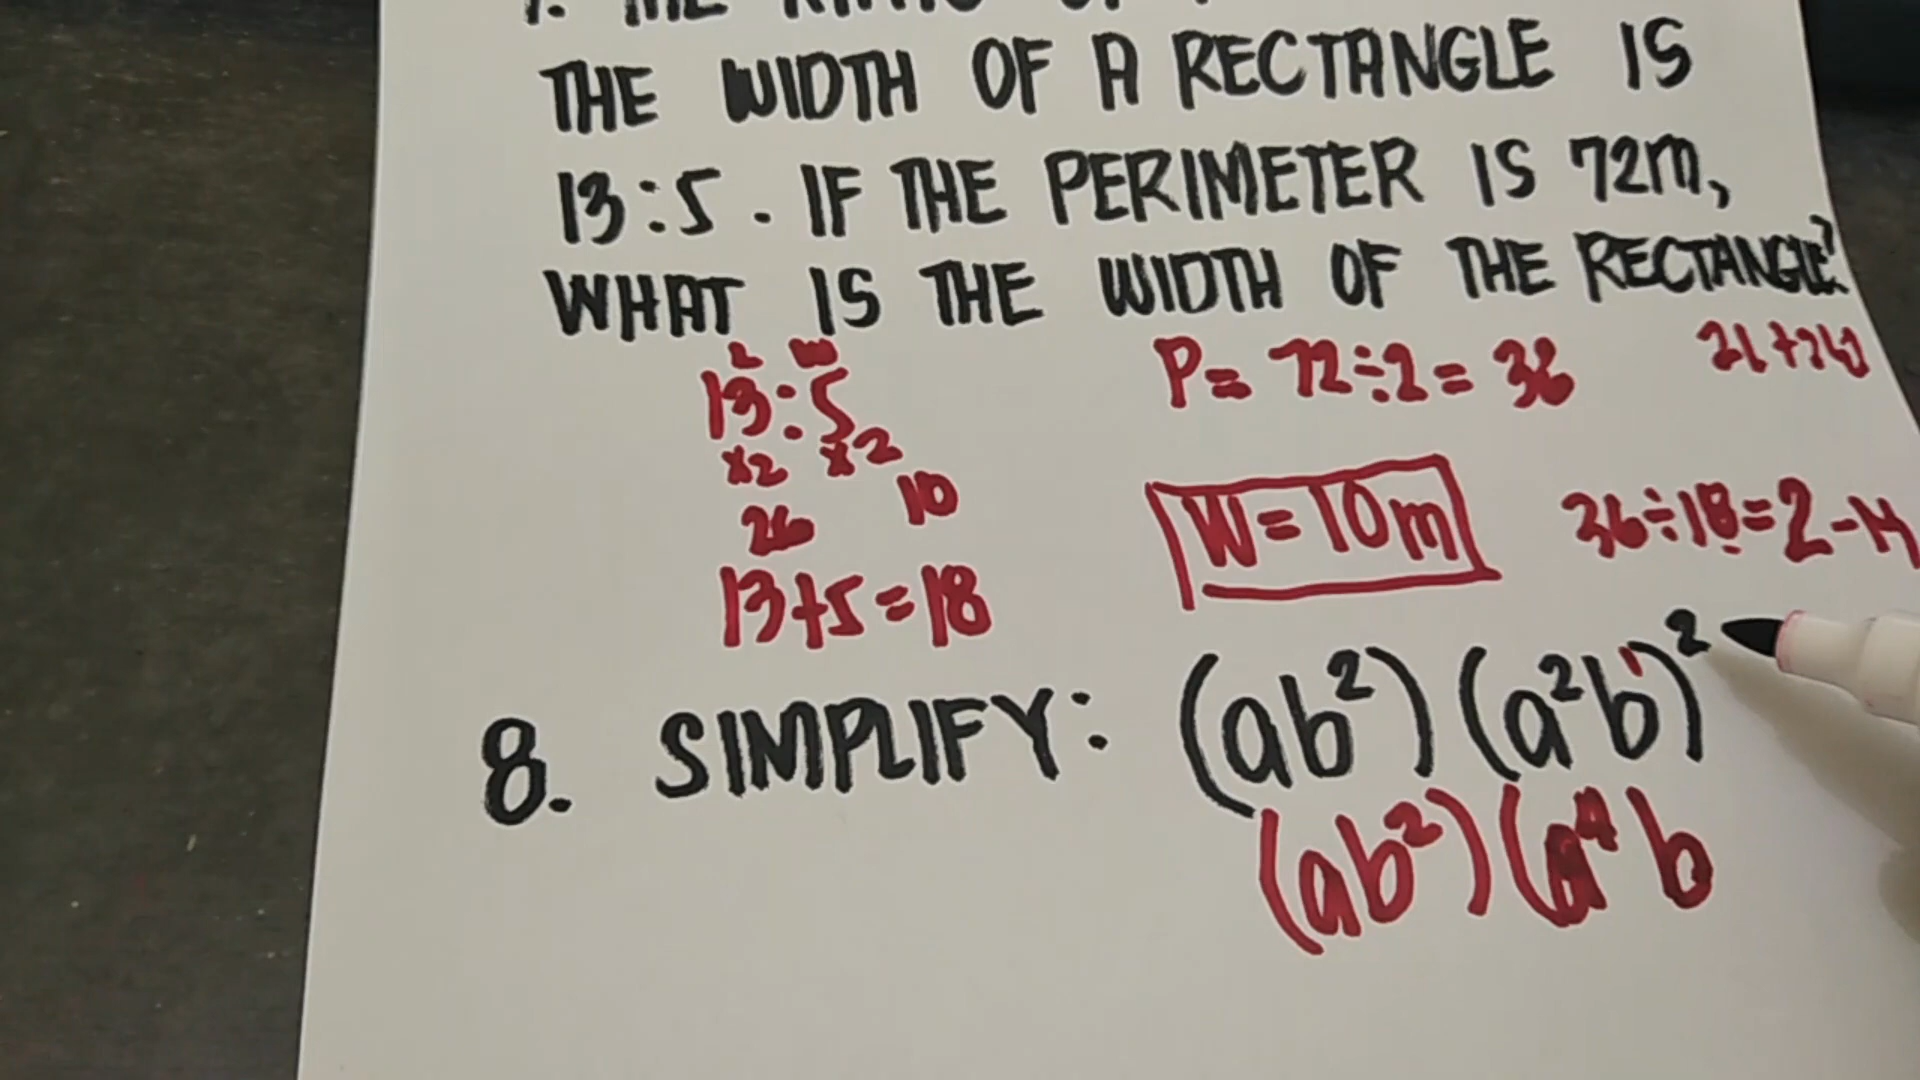 THE WIDTH OF A RECTANGLE IS
13:5. IF THE PERIMETER IS 72m,
WHAT IS THE WIDTH OF THE RECTANGLE?
L W
13:5
x2 x2
26 10
13+5=18
P= 72÷2= 36
W=10m
36÷18=2-M
8. SIMPLIFY: (ab²)(a²b¹)²
(ab²)(a⁴b